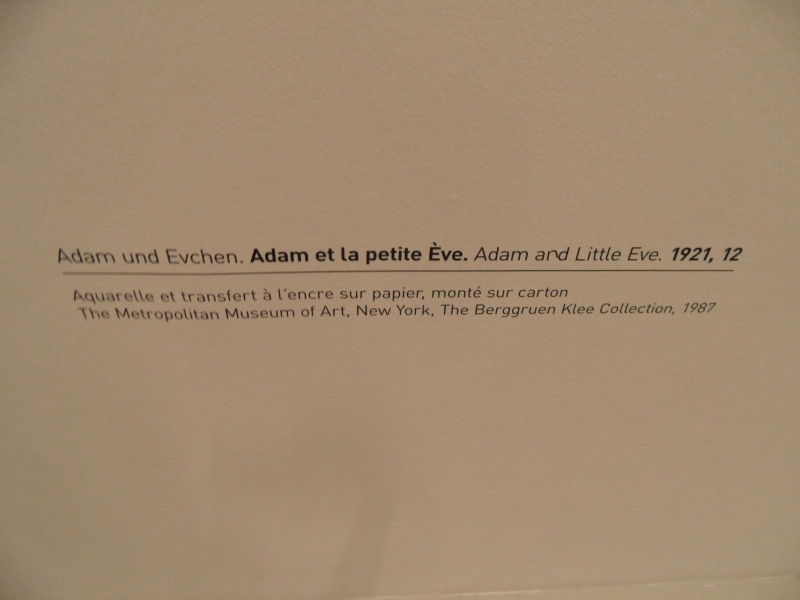 Adam und Evchen. Adam et la petite Ève. Adam and Little Eve. 1921, 12
Aquarelle et transfert à l'encre sur papier, monté sur carton
The Metropolitan Museum of Art, New York, The Berggruen Klee Collection, 1987